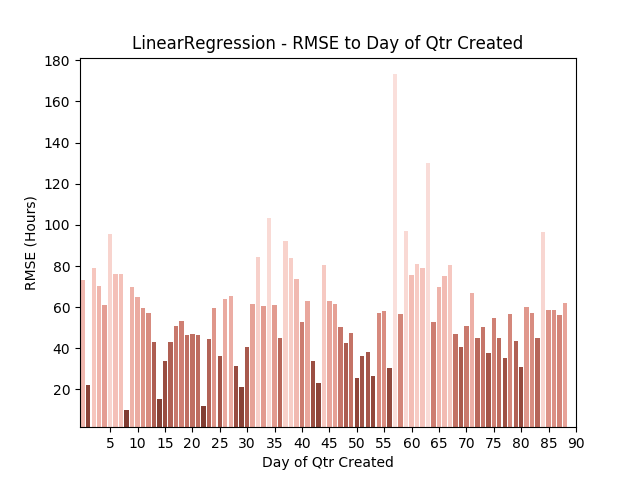 LinearRegression - RMSE to Day of Qtr Created
180
160
140
120
100
80
60
40
20
RMSE (Hours)
5 10 15 20 25 30 35 40 45 50 55 60 65 70 75 80 85 90
Day of Qtr Created